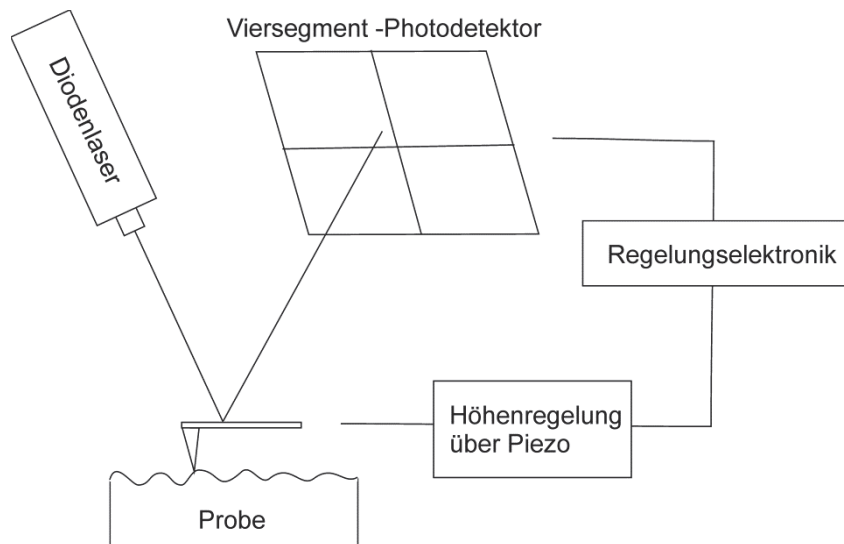 Viersegment -Photodetektor
Diodenlaser
Regelungselektronik
Höhenregelung
über Piezo
Probe